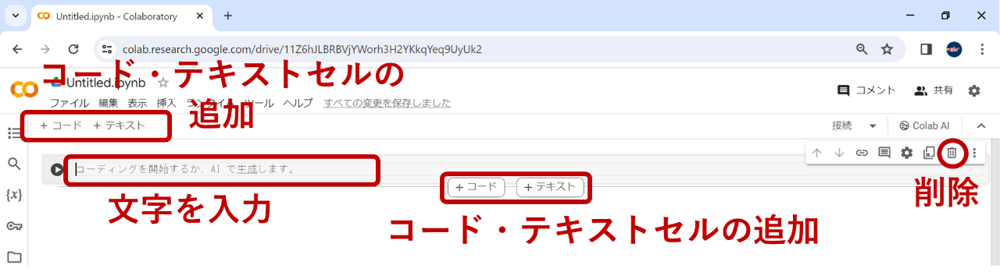 Untitled.ipynb - Colaboratory
colab.research.google.com/drive/11Z6hJLBRBVjYWorh3H2YKkqYeq9UyUk2
コード・テキストセルの
追加
Untitled.ipynb
ファイル 編集 表示 挿入 ランタイム ツール ヘルプ すべての変更を保存しました
コメント 共有
+ コード + テキスト
接続 Colab AI
コーディングを開始するか、AI で生成します。
+ コード + テキスト
文字を入力
削除
コード・テキストセルの追加
{x}